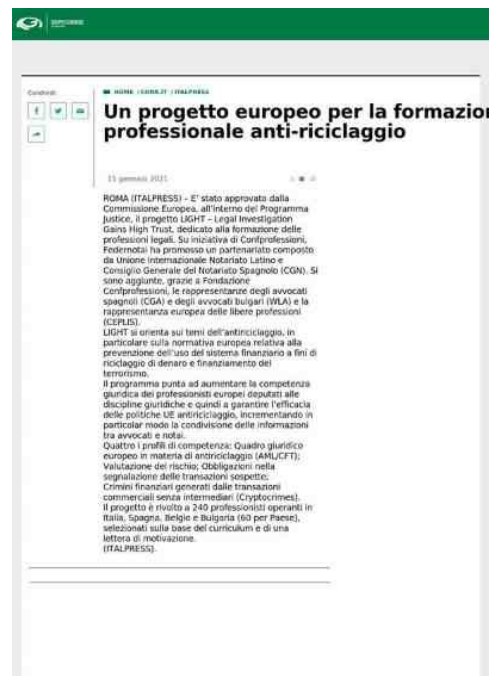 Condividi:
HOME / CORR.IT / ITALPRESS
Un progetto europeo per la formazion
professionale anti-riciclaggio
15 gennaio 2021
ROMA (ITALPRESS) – E' stato approvato dalla
Commissione Europea, all'interno del Programma
Justice, il progetto LIGHT – Legal Investigation
Gains High Trust, dedicato alla formazione delle
professioni legali. Su iniziativa di Confprofessioni,
Federnotai ha promosso un partenariato composto
da Unione Internazionale Notariato Latino e
Consiglio Generale del Notariato Spagnolo (CGN). Si
sono aggiunte, grazie a Fondazione
Confprofessioni, le rappresentanze degli avvocati
spagnoli (CGA) e degli avvocati bulgari (WLA) e la
rappresentanza europea delle libere professioni
(CEPLIS).
LIGHT si orienta sui temi dell'antiriciclaggio, in
particolare sulla normativa europea relativa alla
prevenzione dell'uso del sistema finanziario a fini di
riciclaggio di denaro e finanziamento del
terrorismo.
Il programma punta ad aumentare la competenza
giuridica dei professionisti europei deputati alle
discipline giuridiche e quindi a garantire l'efficacia
delle politiche UE antiriciclaggio, incrementando in
particolar modo la condivisione delle informazioni
tra avvocati e notai.
Quattro i profili di competenza: Quadro giuridico
europeo in materia di antiriciclaggio (AML/CFT);
Valutazione del rischio; Obbligazioni nella
segnalazione delle transazioni sospette;
Crimini finanziari generati dalle transazioni
commerciali senza intermediari (Cryptocrimes).
Il progetto è rivolto a 240 professionisti operanti in
Italia, Spagna, Belgio e Bulgaria (60 per Paese),
selezionati sulla base del curriculum e di una
lettera di motivazione.
(ITALPRESS).